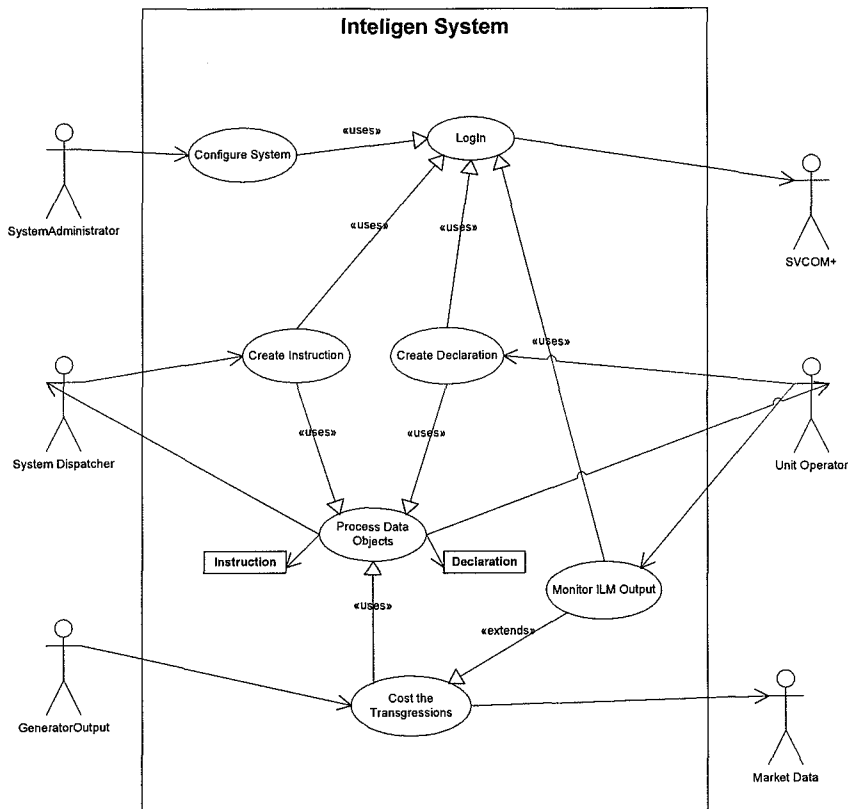 Inteligen System
«uses»
LogIn
Configure System
SystemAdministrator
SVCOM+
«uses»
«uses»
«uses»
Create Instruction
Create Declaration
System Dispatcher
Unit Operator
«uses»
«uses»
Process Data
Objects
Instruction
Declaration
Monitor ILM Output
«uses»
«extends»
Cost the
Transgressions
GeneratorOutput
Market Data